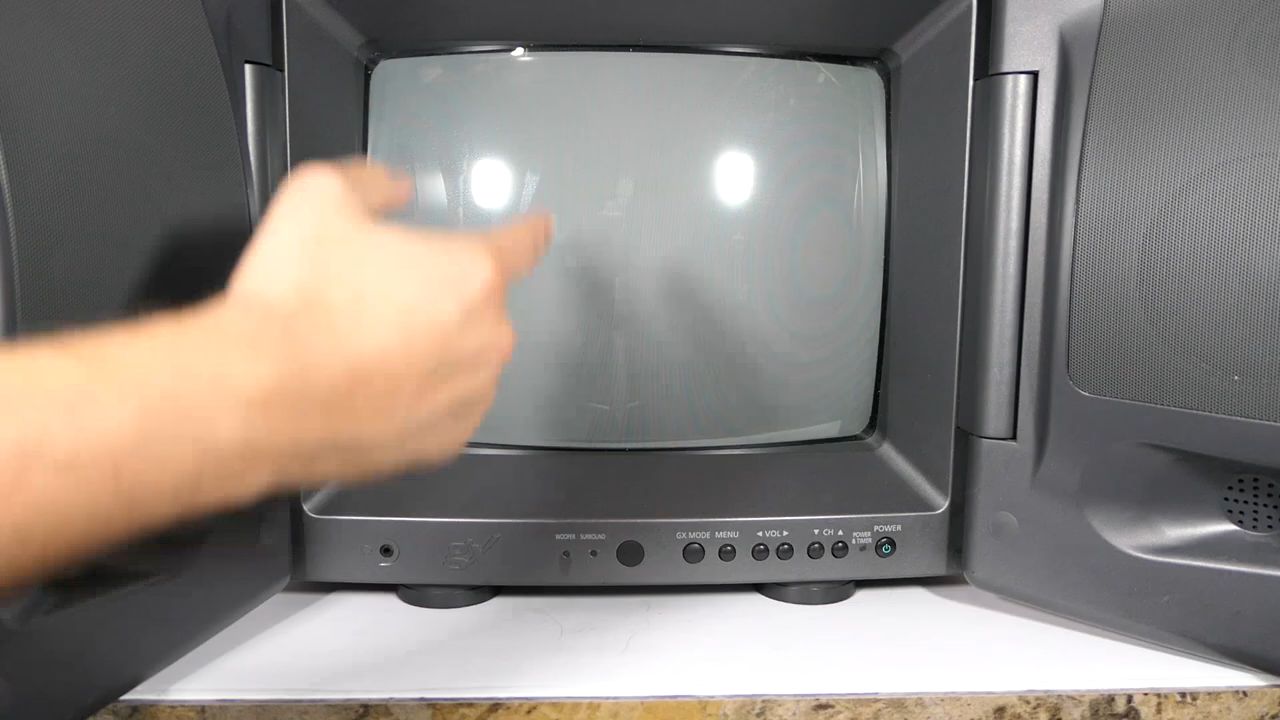 WOOFER SURROUND
GX MODE MENU ◀ VOL ▶ ▼ CH ▲ POWER & TIMER POWER